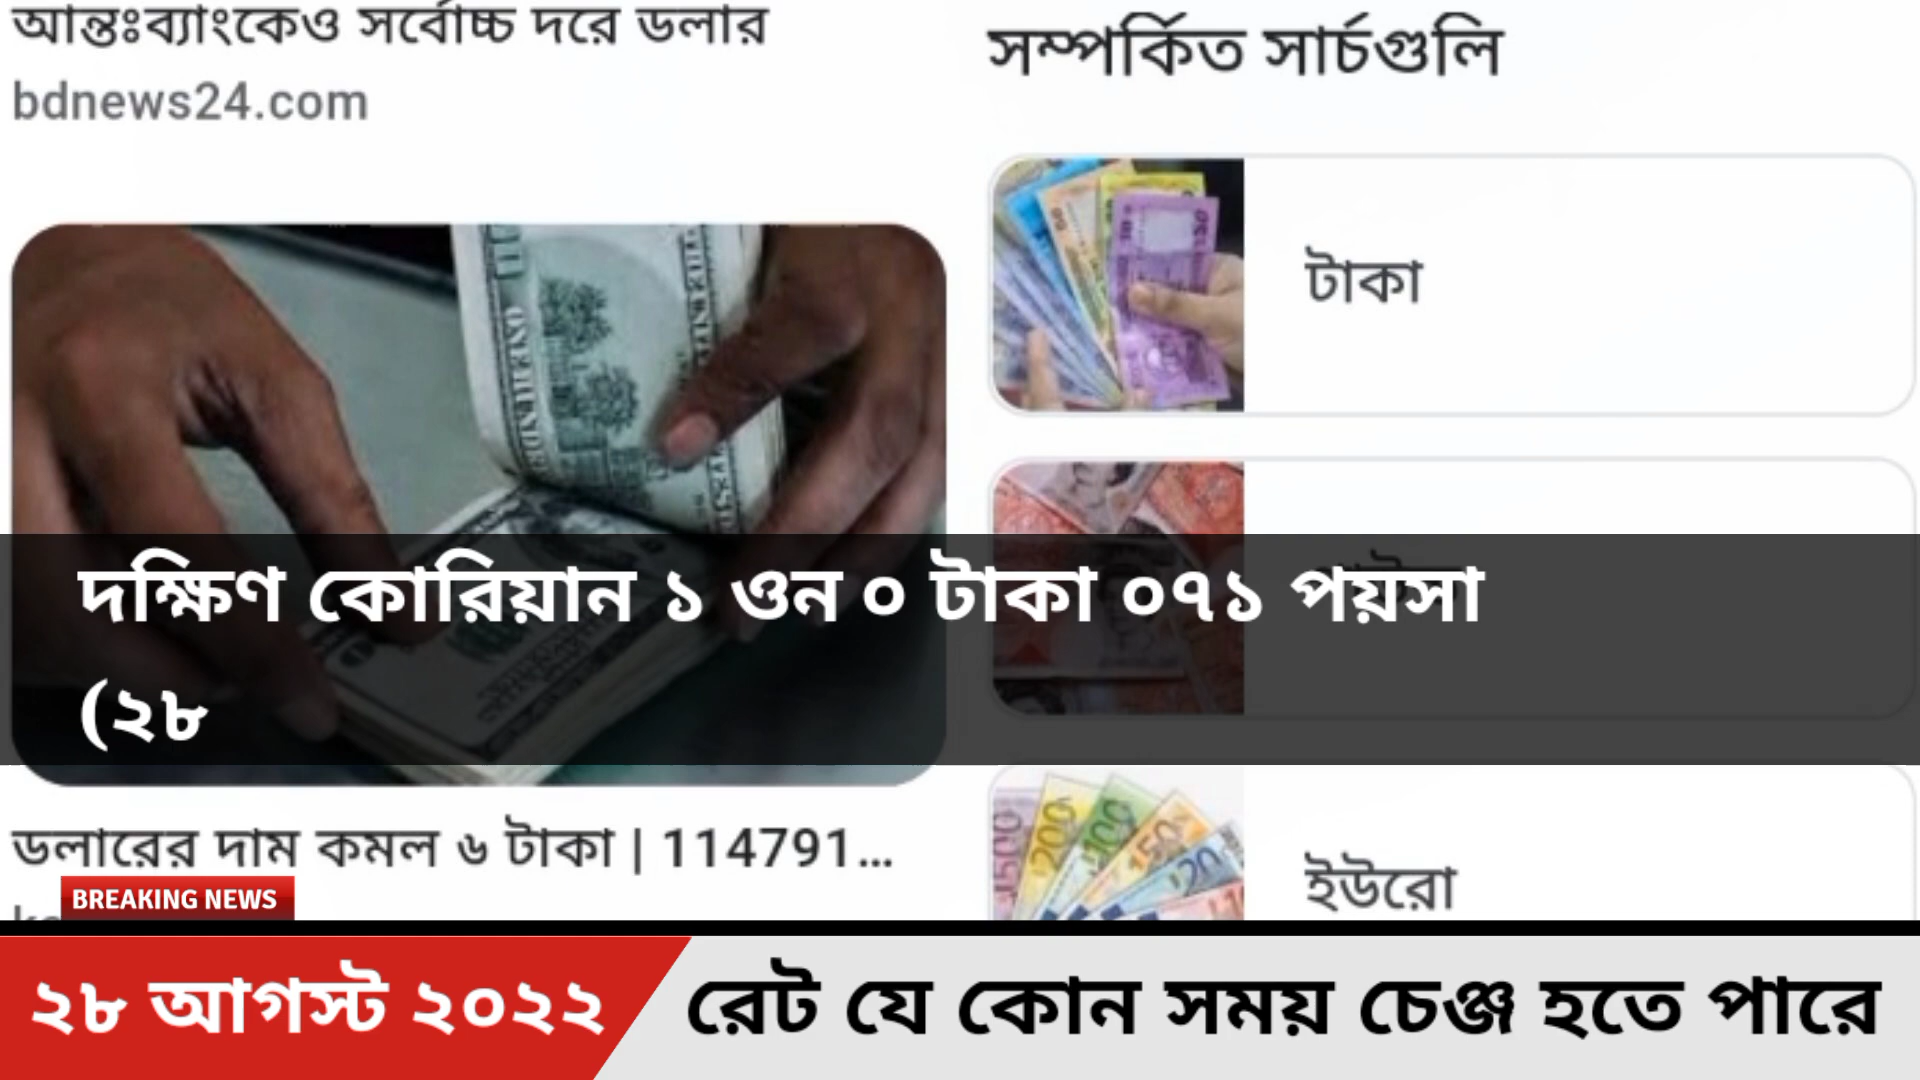 আন্তঃব্যাংকেও সর্বোচ্চ দরে ডলার
bdnews24.com
সম্পর্কিত সার্চগুলি
টাকা
দক্ষিণ কোরিয়ান ১ ওন ০ টাকা ০৭১ পয়সা
(২৮
ডলারের দাম কমল ৬ টাকা | 114791...
ইউরো
BREAKING NEWS
২৮ আগস্ট ২০২২
রেট যে কোন সময় চেঞ্জ হতে পারে